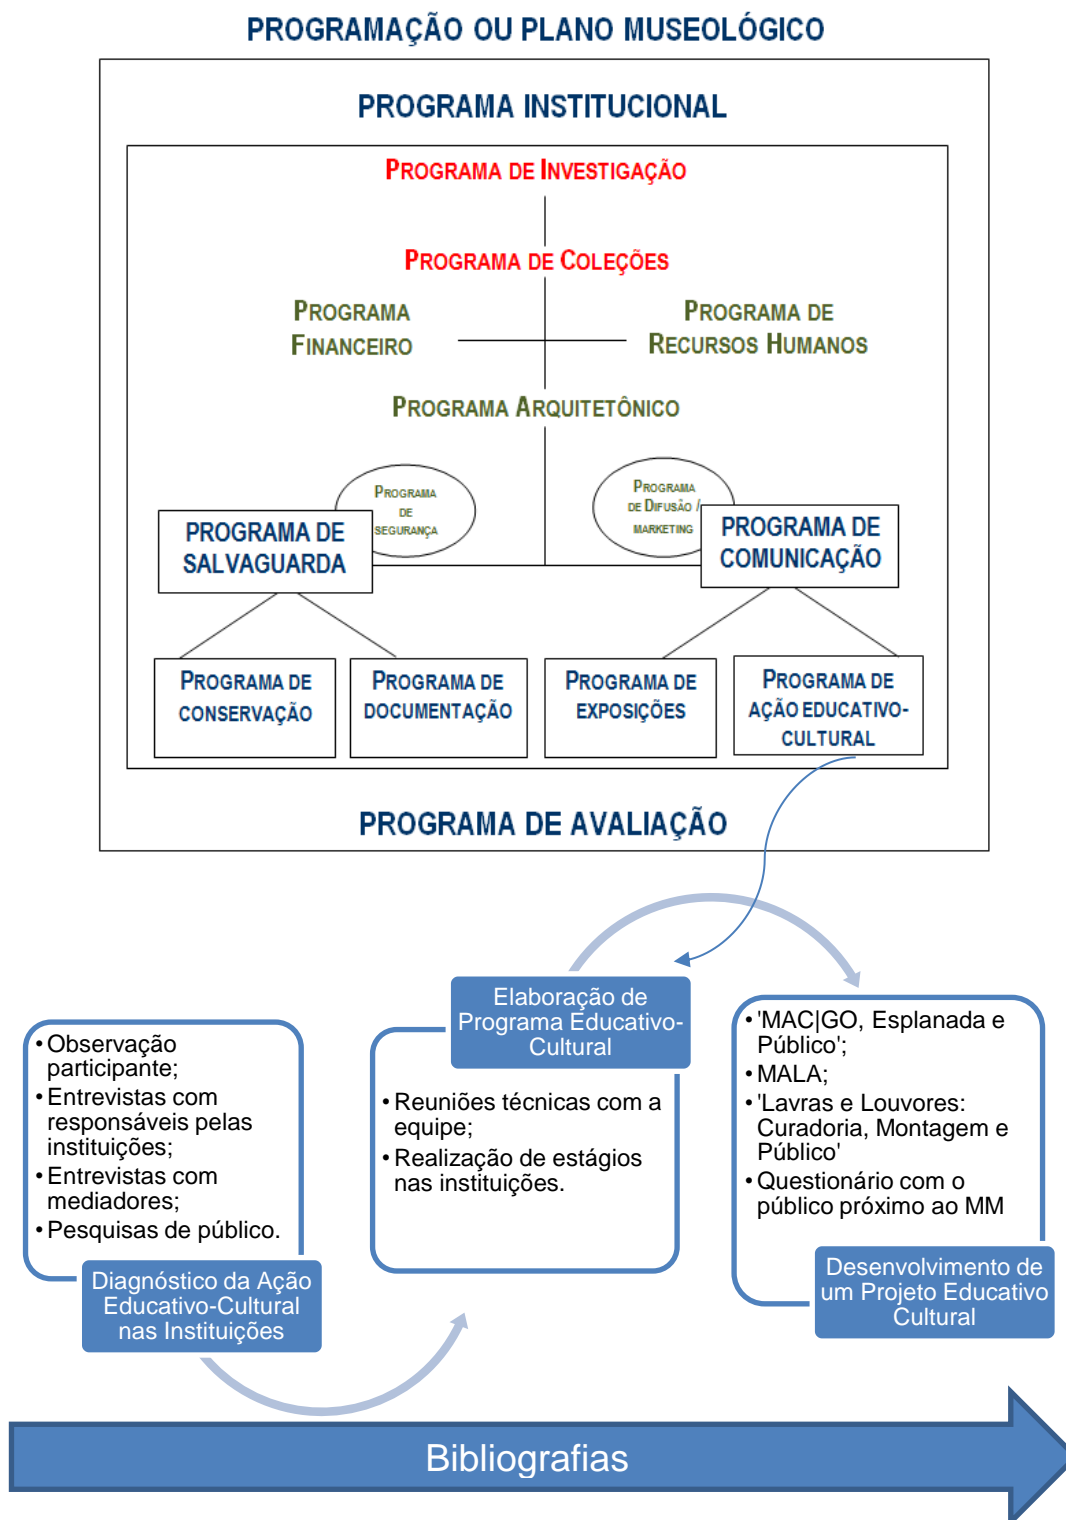 PROGRAMAÇÃO OU PLANO MUSEOLÓGICO
PROGRAMA INSTITUCIONAL
PROGRAMA DE INVESTIGAÇÃO
PROGRAMA DE COLEÇÕES
PROGRAMA
FINANCEIRO
PROGRAMA DE
RECURSOS HUMANOS
PROGRAMA ARQUITETÔNICO
PROGRAMA
DE
SEGURANÇA
PROGRAMA
DE DIFUSÃO /
MARKETING
PROGRAMA DE
SALVAGUARDA
PROGRAMA DE
COMUNICAÇÃO
PROGRAMA DE
CONSERVAÇÃO
PROGRAMA DE
DOCUMENTAÇÃO
PROGRAMA DE
EXPOSIÇÕES
PROGRAMA DE
AÇÃO EDUCATIVO-
CULTURAL
PROGRAMA DE AVALIAÇÃO
• Observação
participante;
• Entrevistas com
responsáveis pelas
instituições;
• Entrevistas com
mediadores;
• Pesquisas de público.
Diagnóstico da Ação
Educativo-Cultural
nas Instituições
Elaboração de
Programa Educativo-
Cultural
• Reuniões técnicas com a
equipe;
• Realização de estágios
nas instituições.
• 'MAC|GO, Esplanada e
Público';
• MALA;
• 'Lavras e Louvores:
Curadoria, Montagem e
Público'
• Questionário com o
público próximo ao MM
Desenvolvimento de
um Projeto Educativo
Cultural
Bibliografias